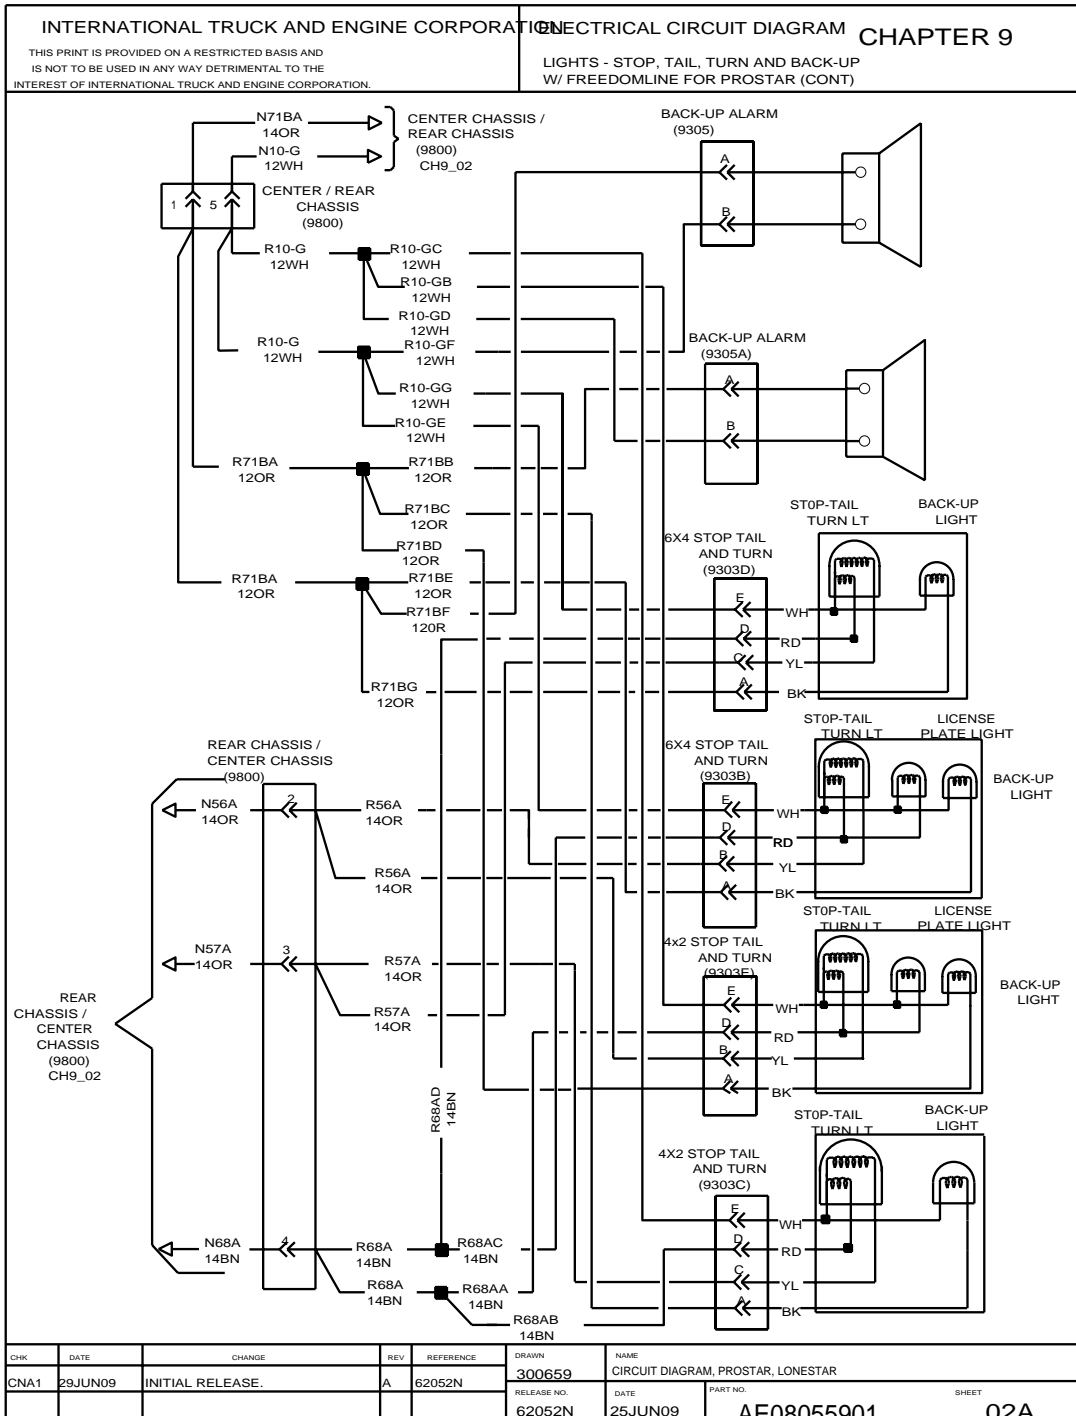 INTERNATIONAL TRUCK AND ENGINE CORPORATION
ELECTRICAL CIRCUIT DIAGRAM CHAPTER 9
THIS PRINT IS PROVIDED ON A RESTRICTED BASIS AND
IS NOT TO BE USED IN ANY WAY DETRIMENTAL TO THE
INTEREST OF INTERNATIONAL TRUCK AND ENGINE CORPORATION.
LIGHTS - STOP, TAIL, TURN AND BACK-UP
W/ FREEDOMLINE FOR PROSTAR (CONT)
N71BA
14OR
N10-G
12WH
CENTER CHASSIS /
REAR CHASSIS
(9800)
CH9_02
1
5
CENTER / REAR
CHASSIS
(9800)
R10-G
12WH
R10-GC
12WH
R10-GB
12WH
R10-GD
12WH
R10-G
12WH
R10-GF
12WH
R10-GG
12WH
R10-GE
12WH
R71BA
12OR
R71BB
12OR
R71BC
12OR
R71BD
12OR
R71BA
12OR
R71BE
12OR
R71BF
120R
R71BG
12OR
BACK-UP ALARM
(9305)
A
B
BACK-UP ALARM
(9305A)
A
B
6X4 STOP TAIL
AND TURN
(9303D)
ST0P-TAIL
TURN LT
BACK-UP
LIGHT
E
WH
D
RD
C
YL
A
BK
6X4 STOP TAIL
AND TURN
(9303B)
ST0P-TAIL
TURN LT
LICENSE
PLATE LIGHT
BACK-UP
LIGHT
E
WH
D
RD
B
YL
A
BK
4x2 STOP TAIL
AND TURN
(9303E)
ST0P-TAIL
TURN LT
LICENSE
PLATE LIGHT
BACK-UP
LIGHT
E
WH
D
RD
B
YL
A
BK
4X2 STOP TAIL
AND TURN
(9303C)
ST0P-TAIL
TURN LT
BACK-UP
LIGHT
E
WH
D
RD
C
YL
A
BK
REAR CHASSIS /
CENTER CHASSIS
(9800)
N56A
14OR
2
R56A
14OR
R56A
14OR
N57A
14OR
3
R57A
14OR
R57A
14OR
REAR
CHASSIS /
CENTER
CHASSIS
(9800)
CH9_02
R68AD
14BN
N68A
14BN
4
R68A
14BN
R68AC
14BN
R68A
14BN
R68AA
14BN
R68AB
14BN
CHK DATE CHANGE REV REFERENCE
CNA1 29JUN09 INITIAL RELEASE. A 62052N
DRAWN
300659
NAME
CIRCUIT DIAGRAM, PROSTAR, LONESTAR
RELEASE NO.
62052N
DATE
25JUN09
PART NO.
AE08055901
SHEET
02A